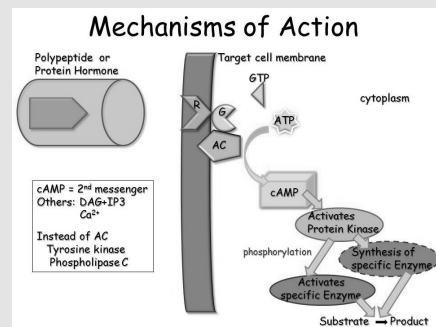 Mechanisms of Action
Polypeptide or
Protein Hormone
Target cell membrane
GTP
cytoplasm
R
G
ATP
AC
cAMP
cAMP = 2nd messenger
Others: DAG+IP3
Ca2+
Instead of AC
Tyrosine kinase
Phospholipase C
Activates
Protein Kinase
phosphorylation
Synthesis of
specific Enzyme
Activates
specific Enzyme
Substrate → Product